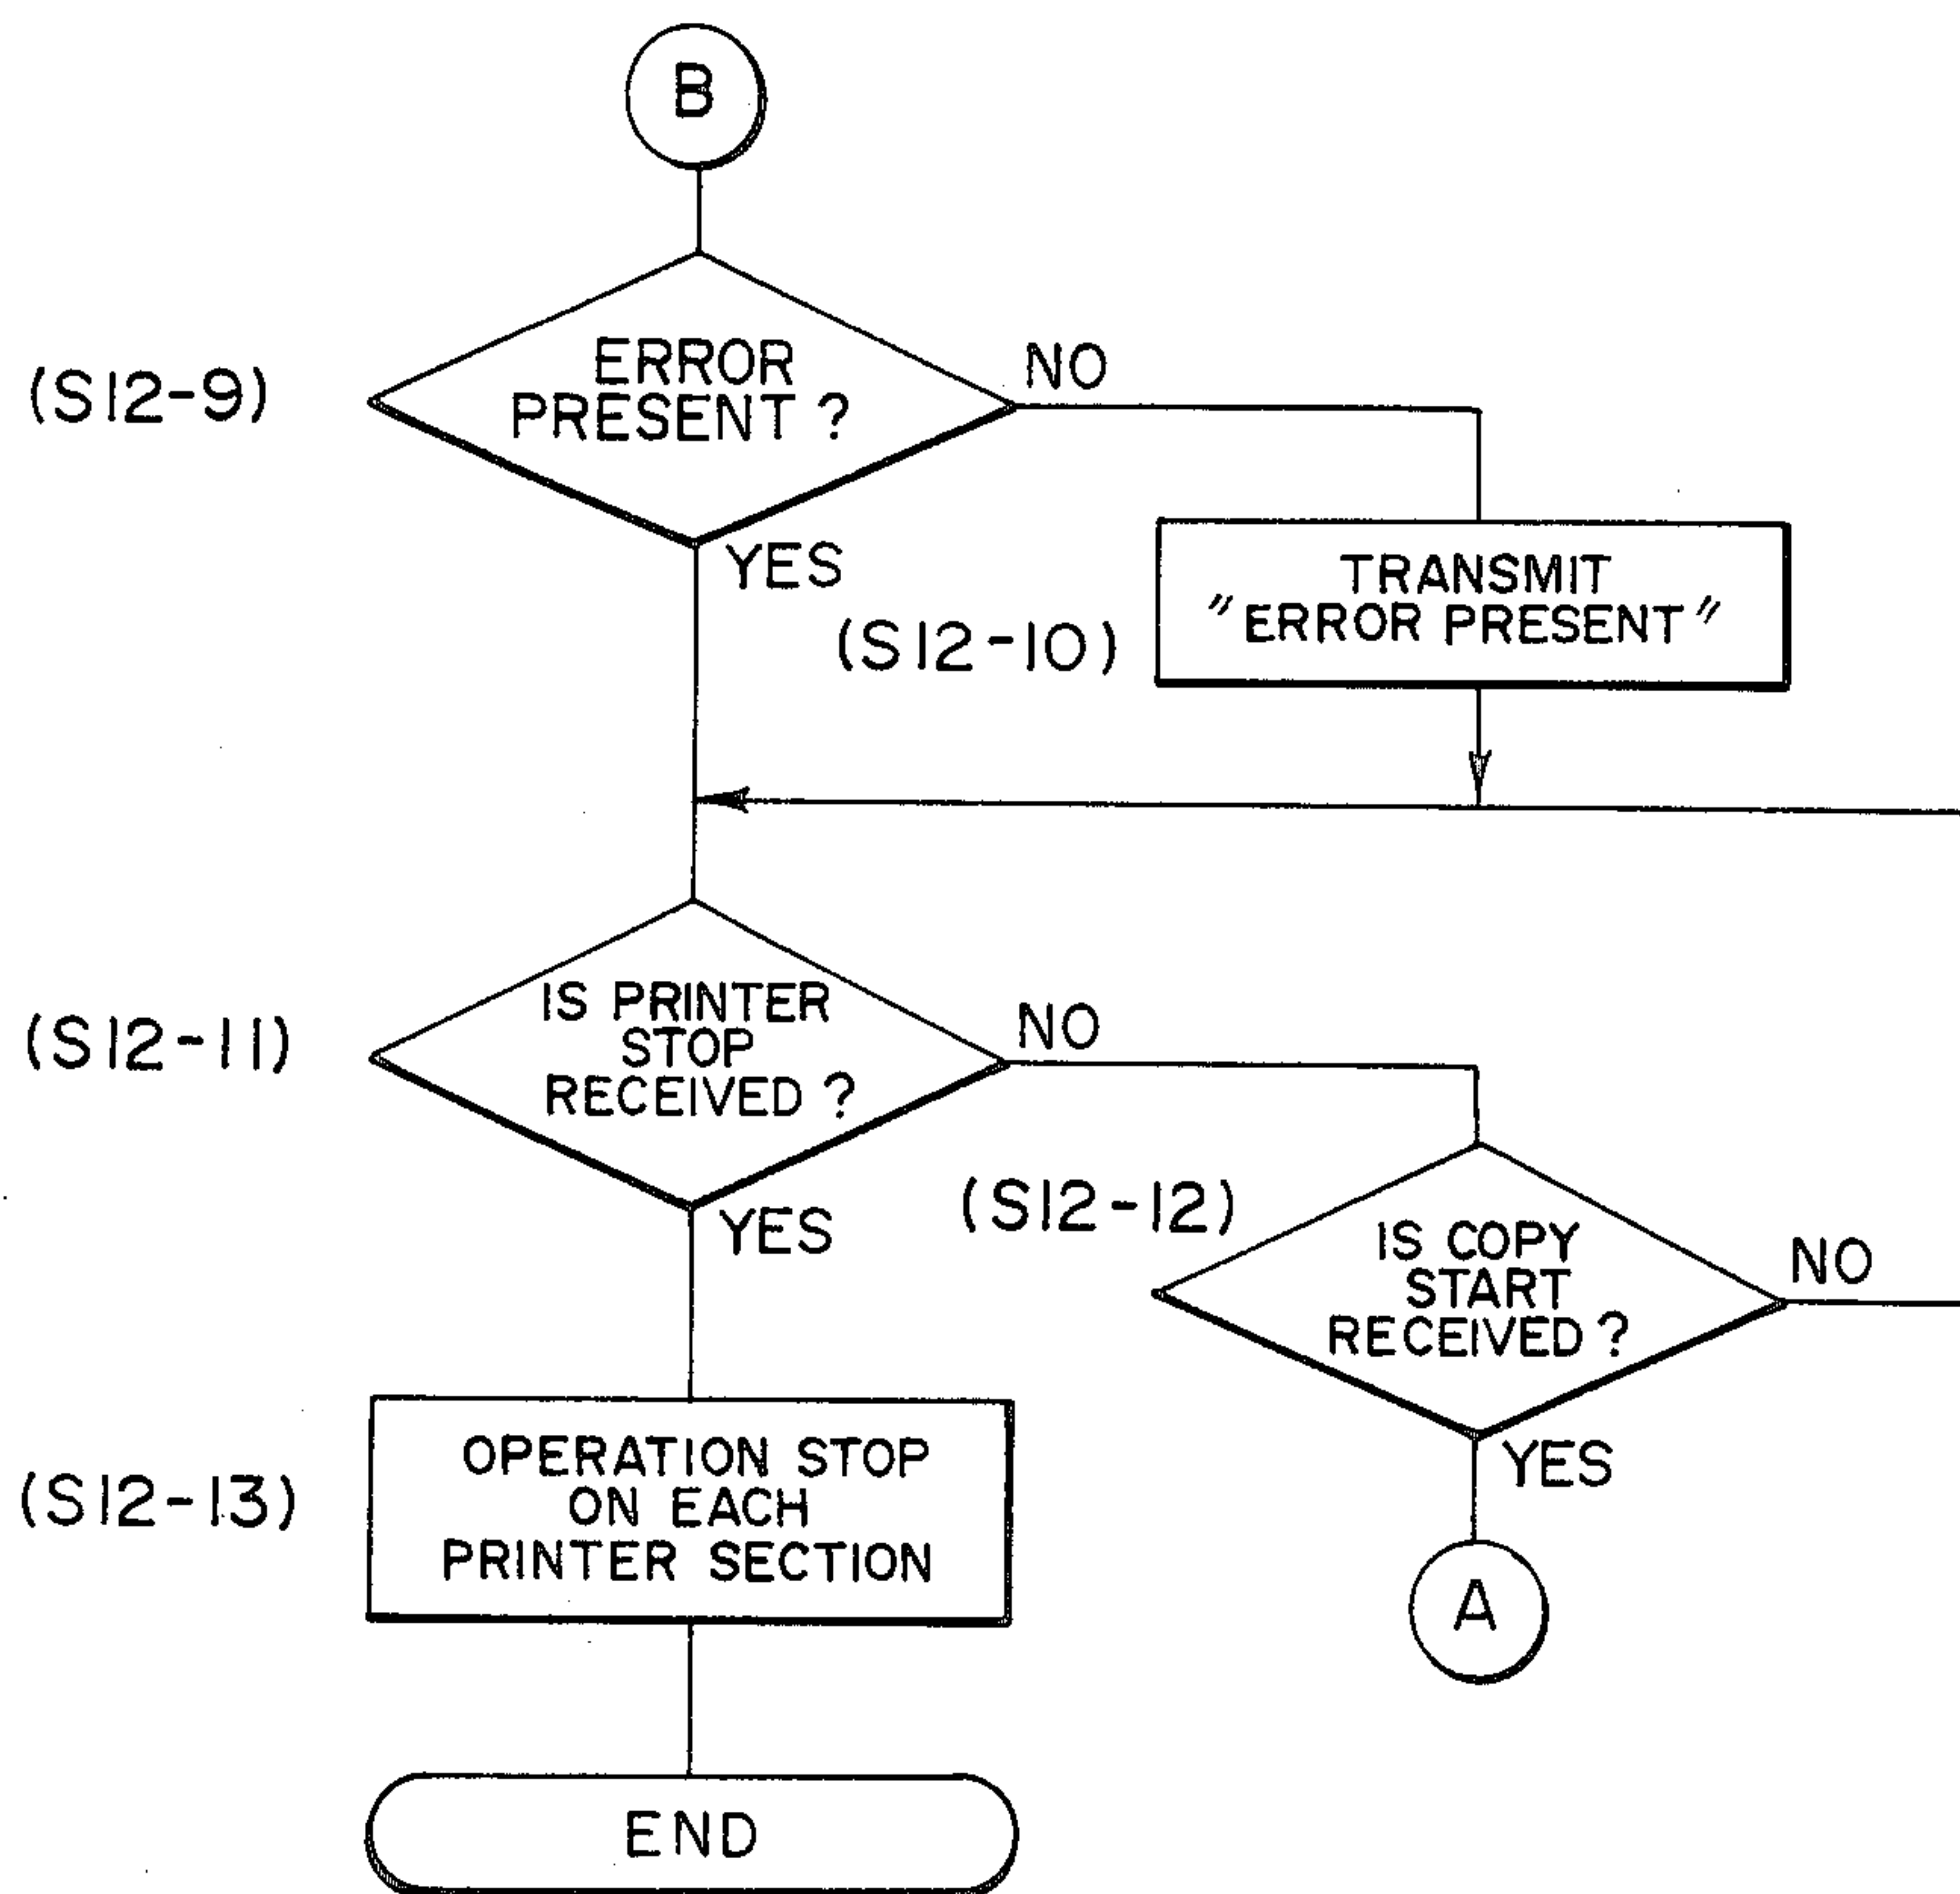 B
(S12-9)
ERROR
PRESENT ?
NO
YES
(S12-10)
TRANSMIT
"ERROR PRESENT"
(S12-11)
IS PRINTER
STOP
RECEIVED ?
NO
YES
(S12-12)
IS COPY
START
RECEIVED ?
NO
YES
A
(S12-13)
OPERATION STOP
ON EACH
PRINTER SECTION
END